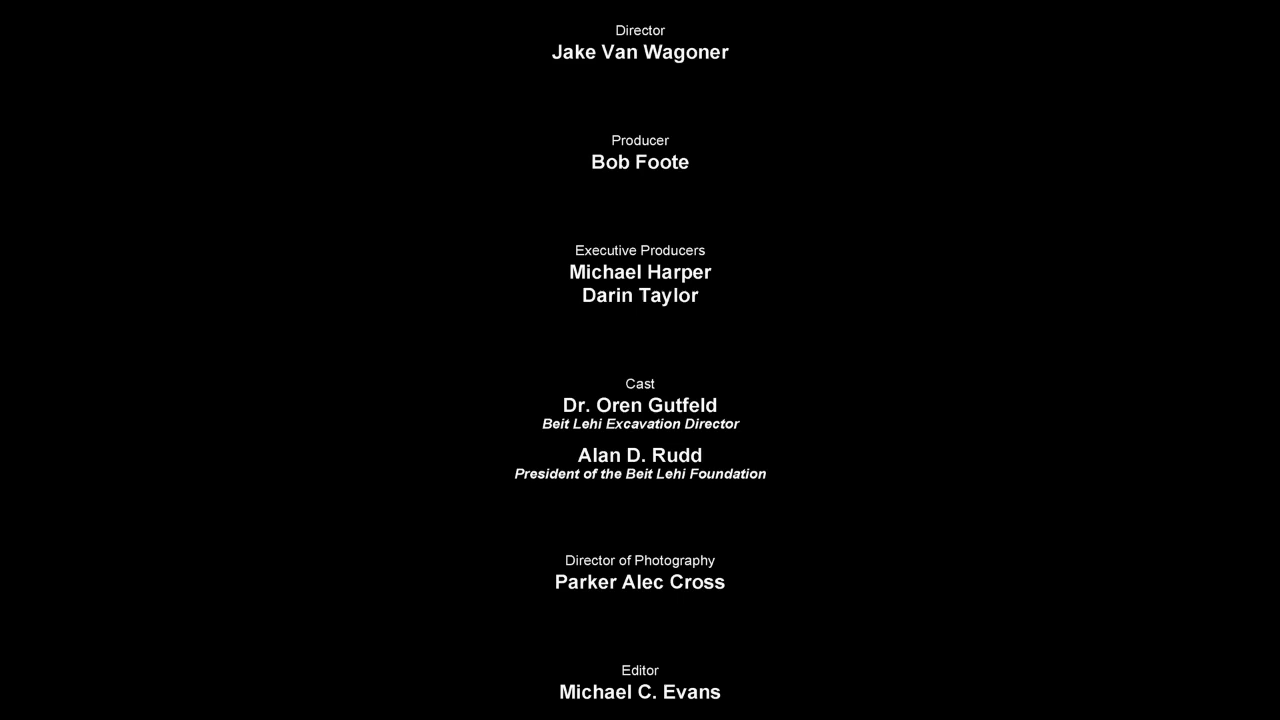 Director
Jake Van Wagoner
Producer
Bob Foote
Executive Producers
Michael Harper
Darin Taylor
Cast
Dr. Oren Gutfeld
Beit Lehi Excavation Director
Alan D. Rudd
President of the Beit Lehi Foundation
Director of Photography
Parker Alec Cross
Editor
Michael C. Evans